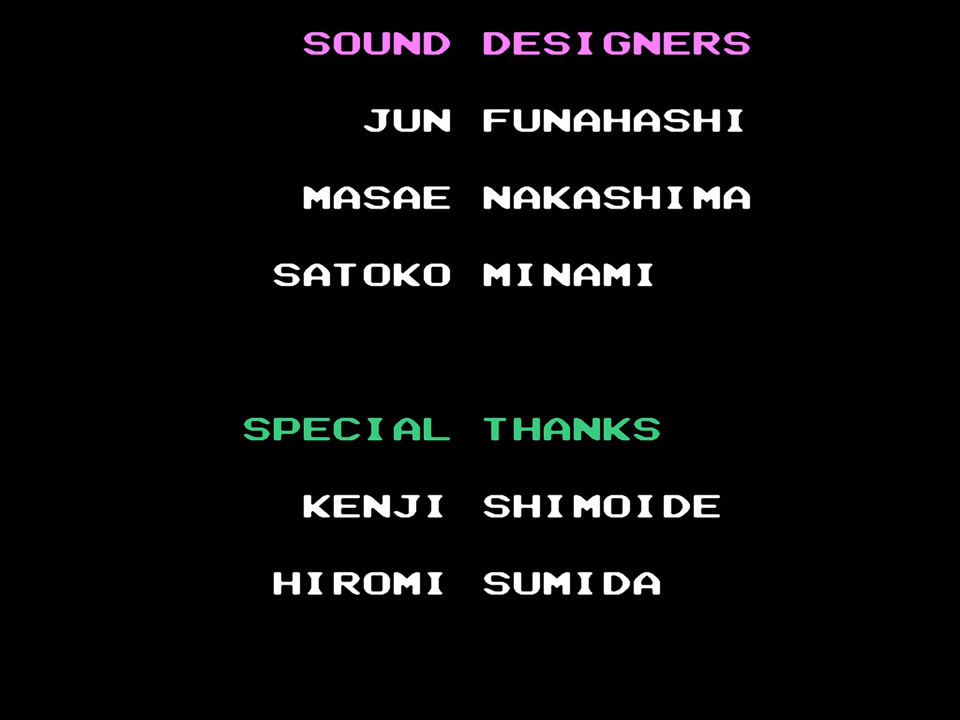 SOUND DESIGNERS
JUN FUNAHASHI
MASAE NAKASHIMA
SATOKO MINAMI
SPECIAL THANKS
KENJI SHIMOIDE
HIROMI SUMIDA